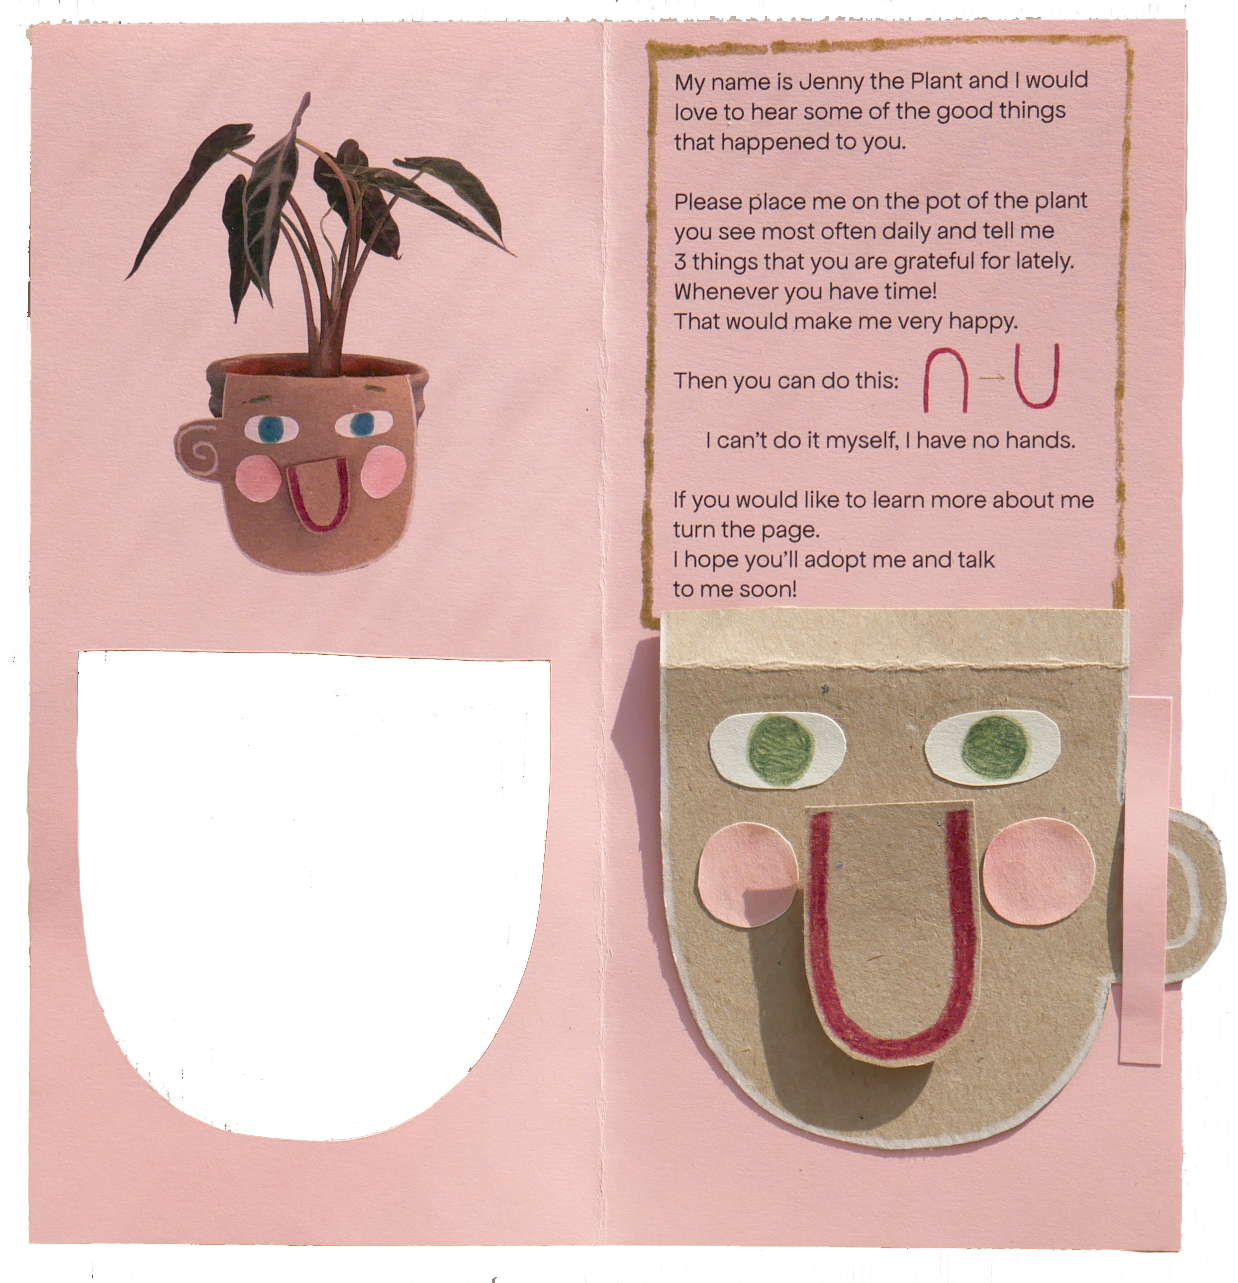 My name is Jenny the Plant and I would
love to hear some of the good things
that happened to you.
Please place me on the pot of the plant
you see most often daily and tell me
3 things that you are grateful for lately.
Whenever you have time!
That would make me very happy.
Then you can do this:
I can't do it myself, I have no hands.
If you would like to learn more about me
turn the page.
I hope you'll adopt me and talk
to me soon!